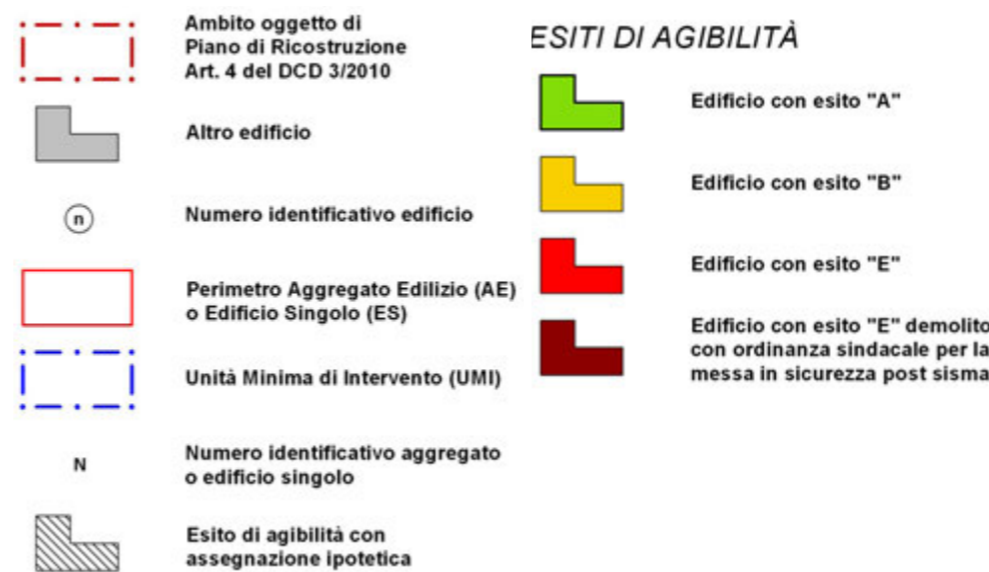 Ambito oggetto di
Piano di Ricostruzione
Art. 4 del DCD 3/2010
Altro edificio
n
Numero identificativo edificio
Perimetro Aggregato Edilizio (AE)
o Edificio Singolo (ES)
Unità Minima di Intervento (UMI)
N
Numero identificativo aggregato
o edificio singolo
Esito di agibilità con
assegnazione ipotetica
ESITI DI AGIBILITÀ
Edificio con esito "A"
Edificio con esito "B"
Edificio con esito "E"
Edificio con esito "E" demolito
con ordinanza sindacale per la
messa in sicurezza post sisma